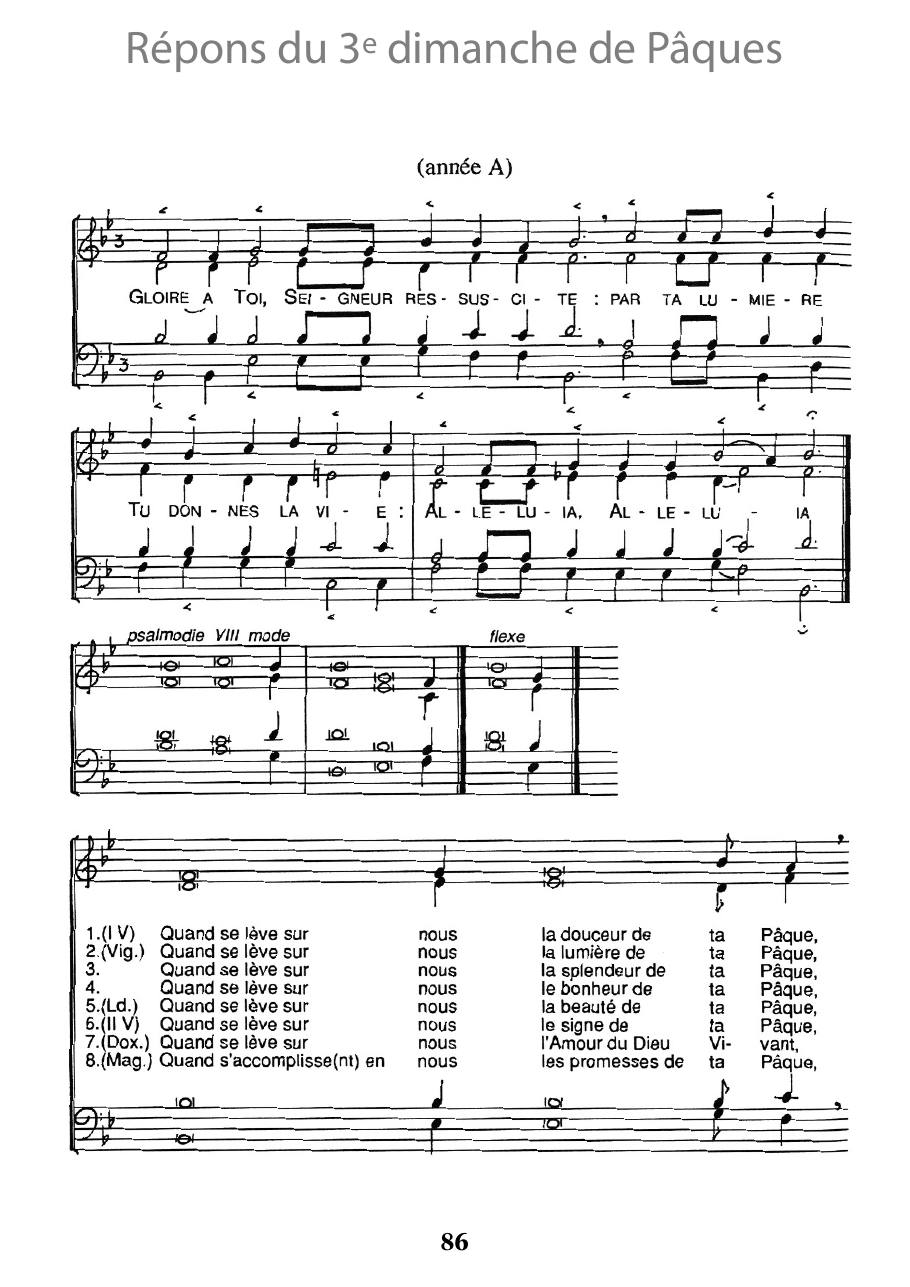 Répons du 3e dimanche de Pâques
(année A)
3
GLOIRE A TOI, SEI - GNEUR RES - SUS - CI - TE : PAR TA LU - MIE - RE
3
TU DON - NES LA VI - E : AL - LE - LU - IA, AL - LE - LU - IA
psalmodie VIII mode flexe
1.(I V) Quand se lève sur nous la douceur de ta Pâque,
2.(Vig.) Quand se lève sur nous la lumière de ta Pâque,
3. Quand se lève sur nous la splendeur de ta Pâque,
4. Quand se lève sur nous le bonheur de ta Pâque,
5.(Ld.) Quand se lève sur nous la beauté de ta Pâque,
6.(II V) Quand se lève sur nous le signe de ta Pâque,
7.(Dox.) Quand se lève sur nous l'Amour du Dieu Vi- vant,
8.(Mag.) Quand s'accomplisse(nt) en nous les promesses de ta Pâque,
86